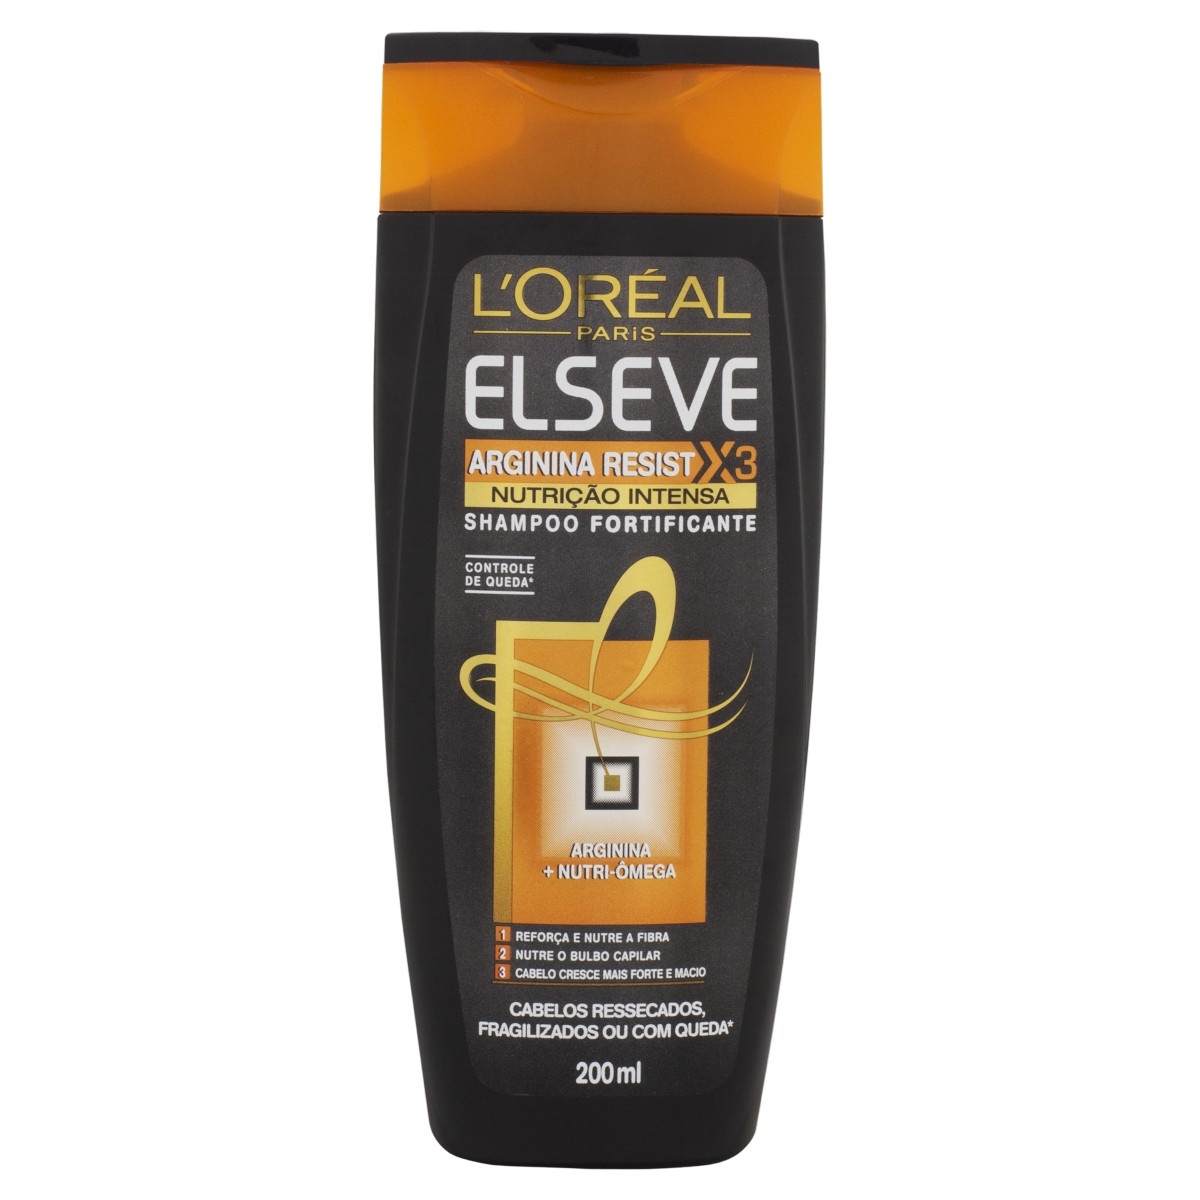 L'ORÉAL
PARIS
ELSEVE
ARGININA RESIST X3
NUTRIÇÃO INTENSA
SHAMPOO FORTIFICANTE
CONTROLE
DE QUEDA*
ARGININA
+ NUTRI-ÔMEGA
1 REFORÇA E NUTRE A FIBRA
2 NUTRE O BULBO CAPILAR
3 CABELO CRESCE MAIS FORTE E MACIO
CABELOS RESSECADOS,
FRAGILIZADOS OU COM QUEDA*
200ml